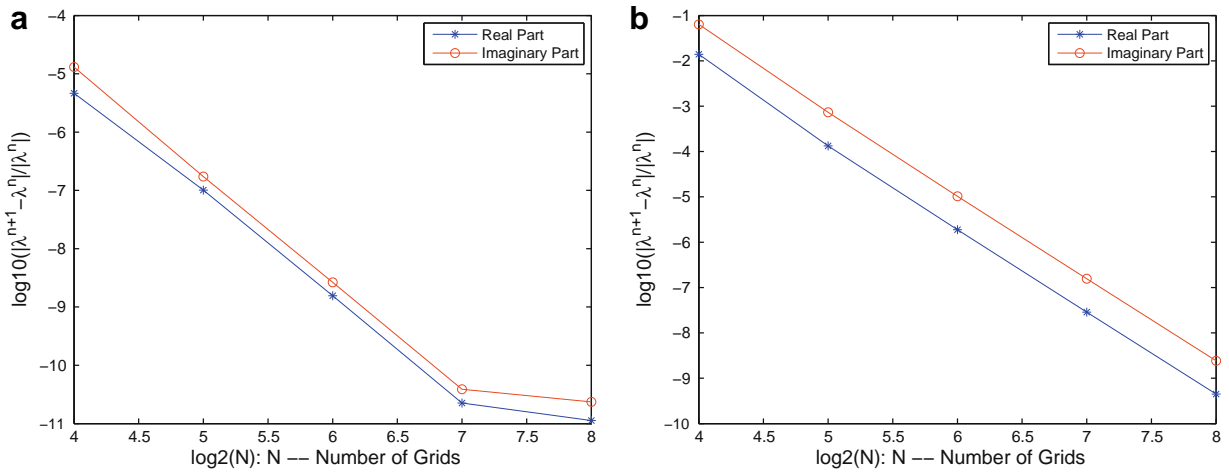 a
Real Part
Imaginary Part
−4
−5
−6
−7
−8
−9
−10
−11
log10(|λ^{n+1}−λ^n|/|λ^n|)
4 4.5 5 5.5 6 6.5 7 7.5 8
log2(N): N −− Number of Grids
b
Real Part
Imaginary Part
−1
−2
−3
−4
−5
−6
−7
−8
−9
−10
log10(|λ^{n+1}−λ^n|/|λ^n|)
4 4.5 5 5.5 6 6.5 7 7.5 8
log2(N): N −− Number of Grids